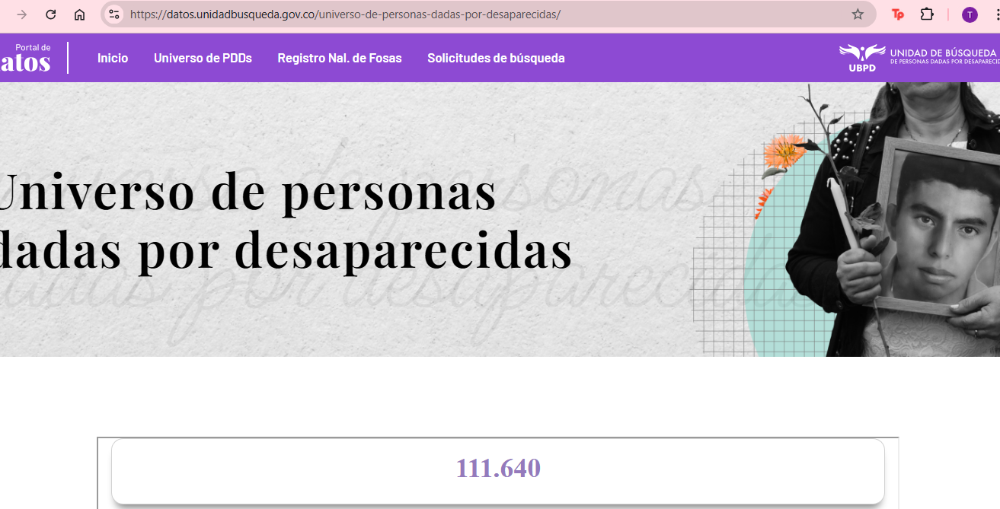 https://datos.unidadbusqueda.gov.co/universo-de-personas-dadas-por-desaparecidas/
Tp
T
Portal de
atos
Inicio
Universo de PDDs
Registro Nal. de Fosas
Solicitudes de búsqueda
UBPD
UNIDAD DE BÚSQUEDA
DE PERSONAS DADAS POR DESAPARECID
Universo de personas
dadas por desaparecidas
111.640